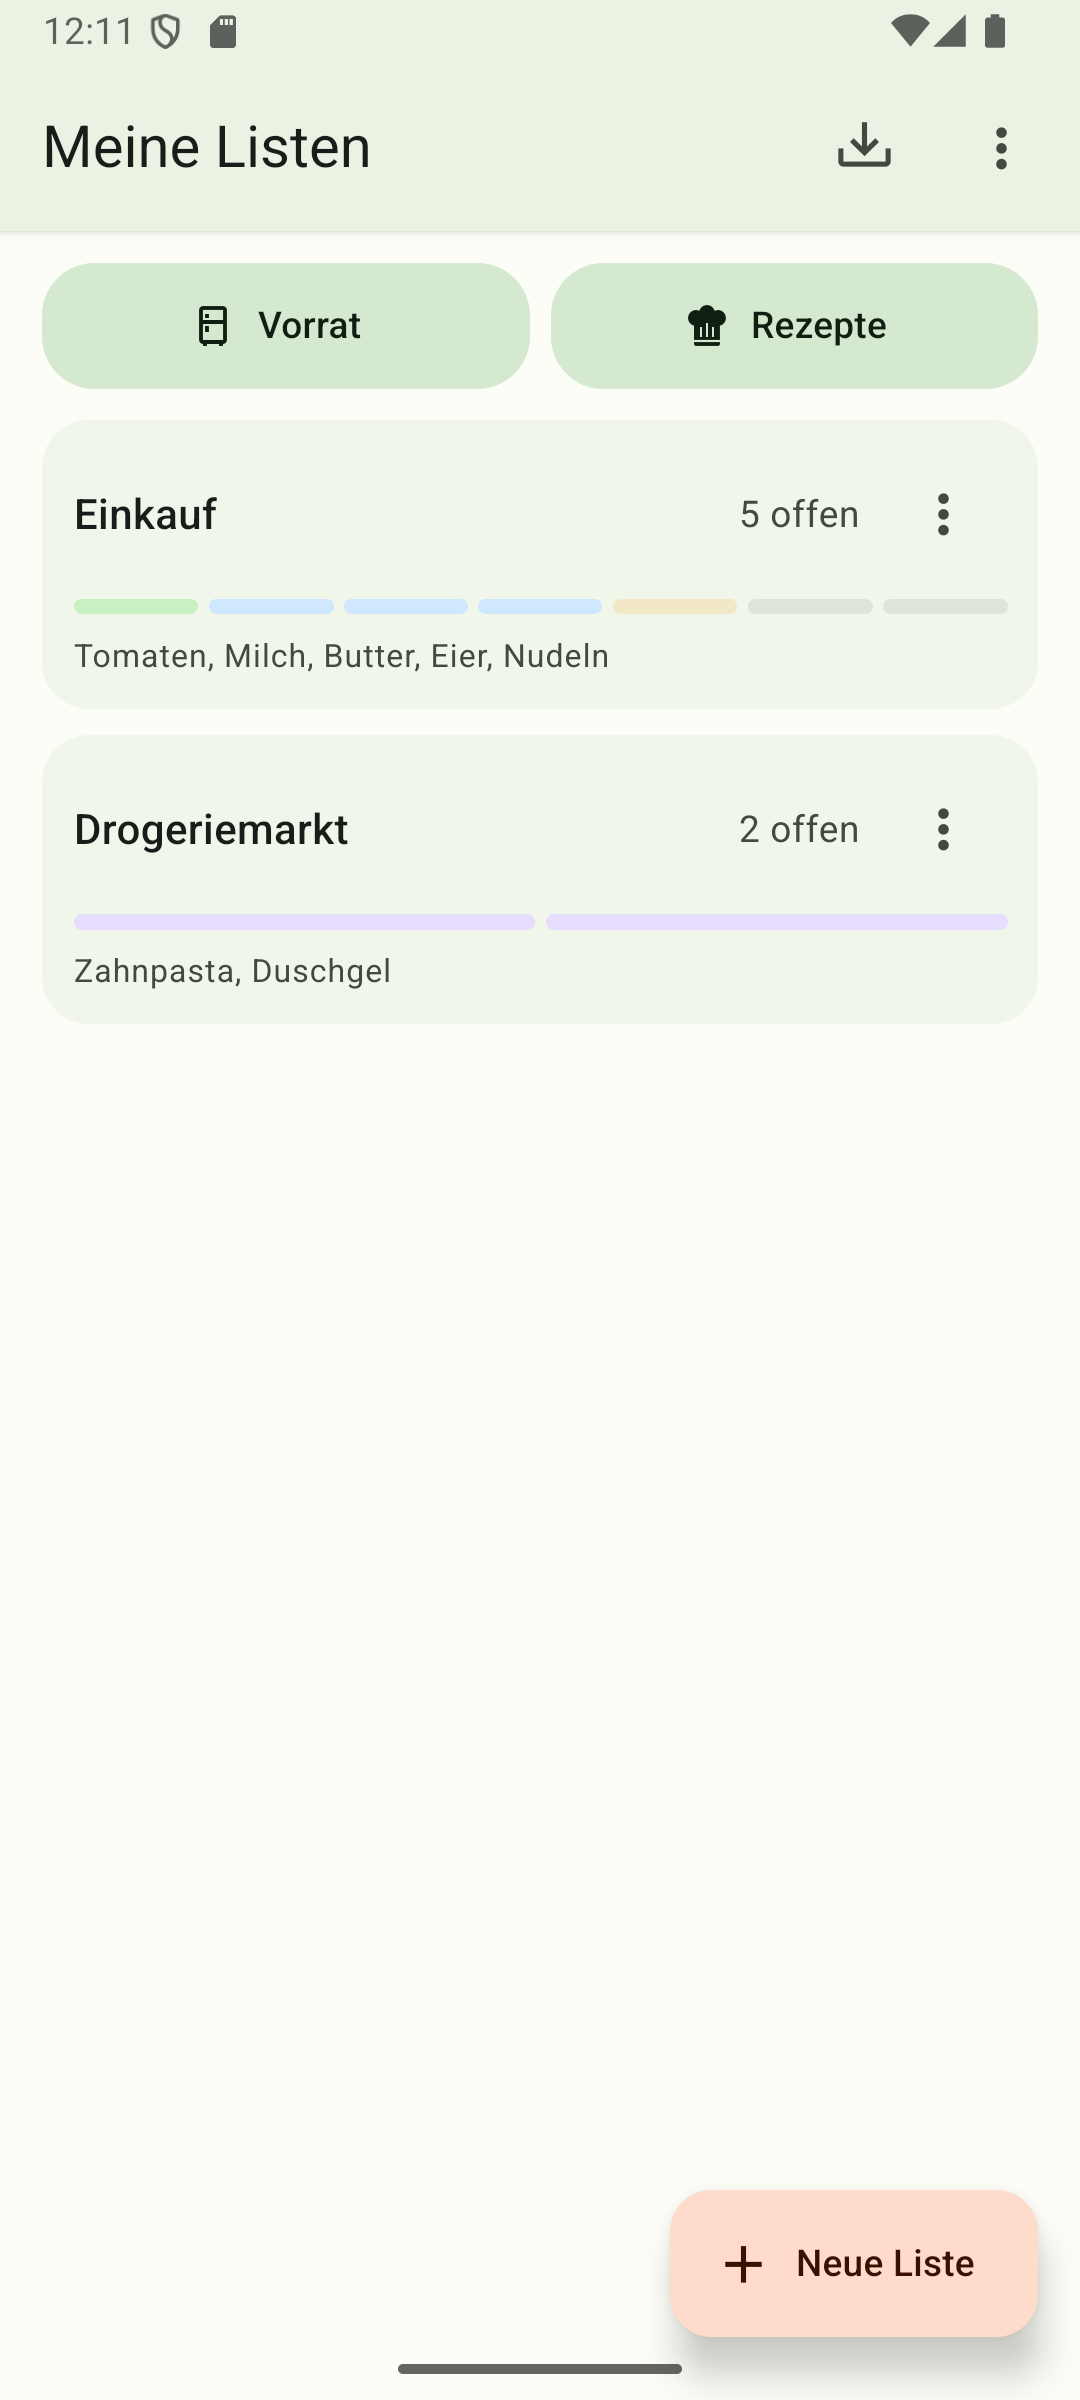 12:11
Meine Listen
Vorrat
Rezepte
Einkauf
5 offen
Tomaten, Milch, Butter, Eier, Nudeln
Drogeriemarkt
2 offen
Zahnpasta, Duschgel
Neue Liste